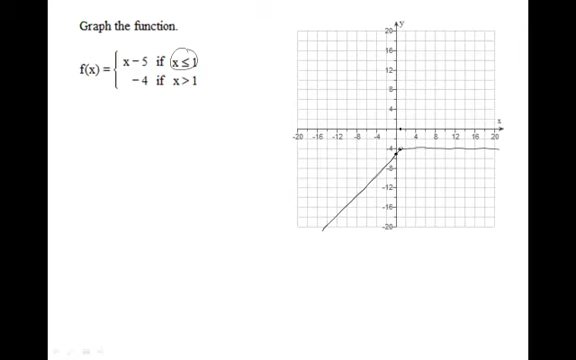 Graph the function.
f(x) = { x − 5 if x ≤ 1
− 4 if x > 1
y
20
16
12
8
4
x
-20 -16 -12 -8 -4 4 8 12 16 20
-4
-8
-12
-16
-20